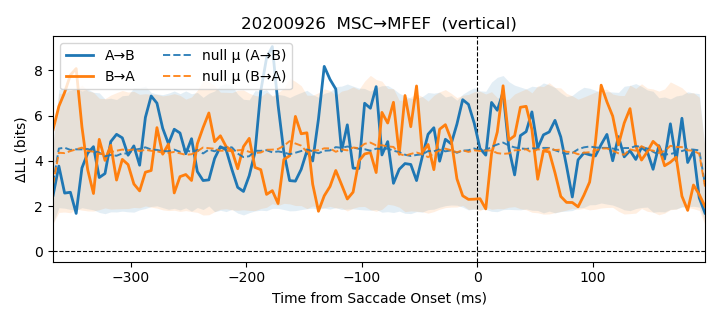 20200926  MSC→MFEF  (vertical)
A→B
B→A
null μ (A→B)
null μ (B→A)
ΔLL (bits)
8
6
4
2
0
−300
−200
−100
0
100
Time from Saccade Onset (ms)